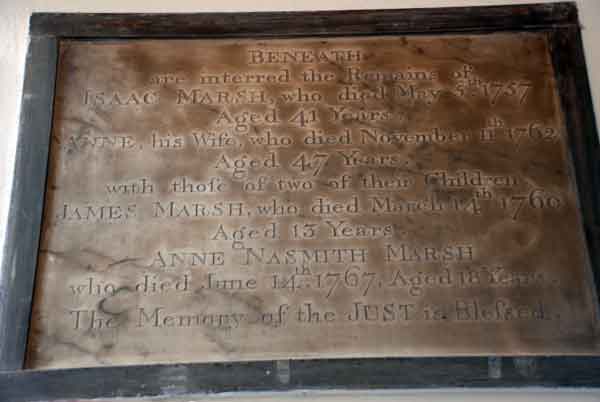 BENEATH
are interred the Remains of
ISAAC MARSH, who died May 5th 1757
Aged 41 Years.
ANNE, his Wife, who died November 11th 1762,
Aged 47 Years.
with thoſe of two of their Children
JAMES MARSH, who died March 14th 1760
Aged 13 Years.
ANNE NASMITH MARSH
who died June 14th 1767, Aged 18 Years.
The Memory of the JUST is Bleſsed.